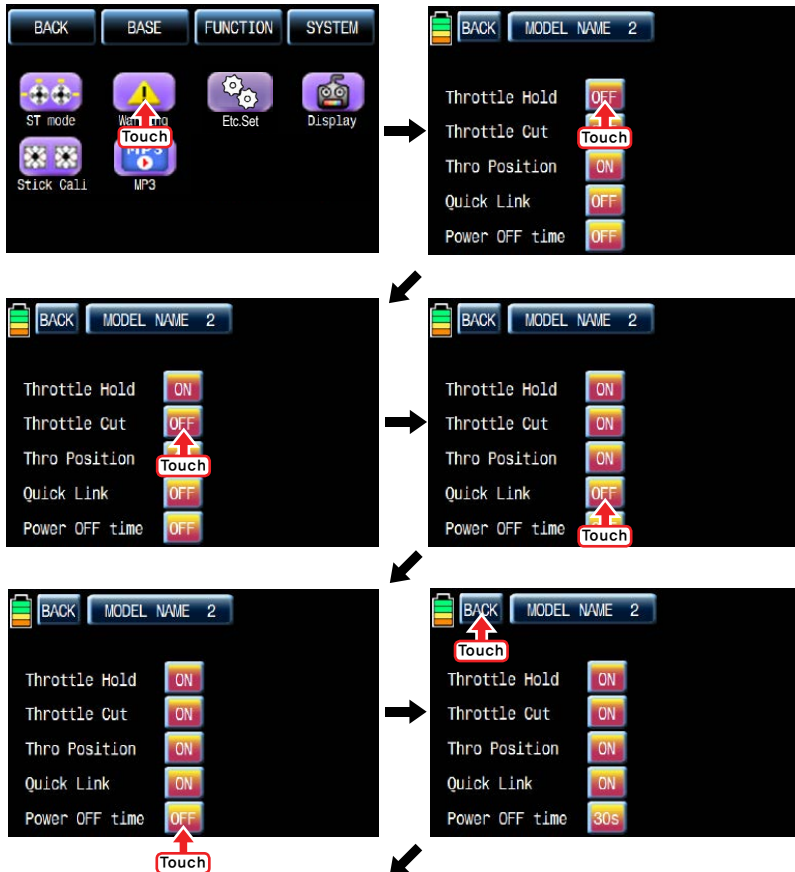 BACK BASE FUNCTION SYSTEM
ST mode Etc.Set Display
Touch
Stick Cali MP3
BACK MODEL NAME 2
Throttle Hold OFF
Throttle Cut Touch
Thro Position ON
Quick Link OFF
Power OFF time OFF
BACK MODEL NAME 2
Throttle Hold ON
Throttle Cut OFF
Thro Position Touch
Quick Link OFF
Power OFF time OFF
BACK MODEL NAME 2
Throttle Hold ON
Throttle Cut ON
Thro Position ON
Quick Link OFF
Power OFF time Touch
BACK MODEL NAME 2
Throttle Hold ON
Throttle Cut ON
Thro Position ON
Quick Link ON
Power OFF time OFF
Touch
BACK MODEL NAME 2
Touch
Throttle Hold ON
Throttle Cut ON
Thro Position ON
Quick Link ON
Power OFF time 30s